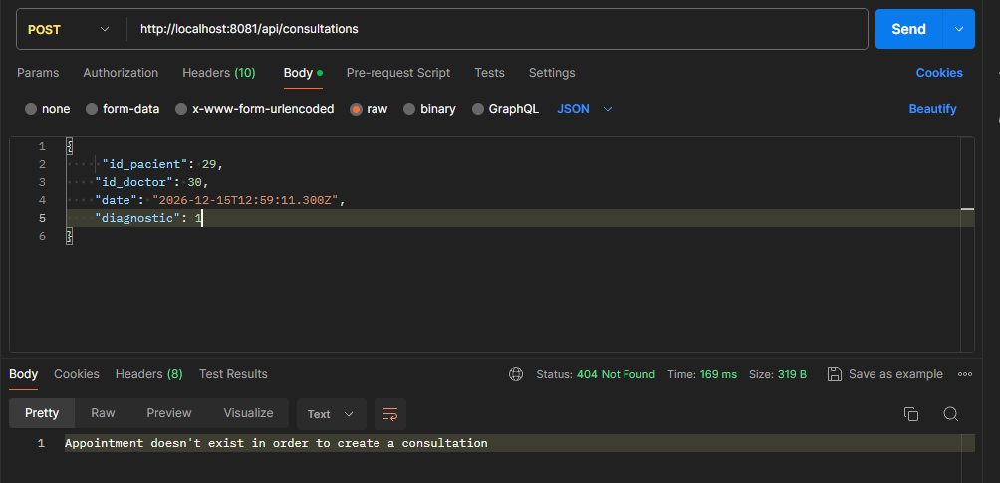 POST http://localhost:8081/api/consultations Send
Params Authorization Headers (10) Body Pre-request Script Tests Settings Cookies
none form-data x-www-form-urlencoded raw binary GraphQL JSON Beautify
1 {
2 "id_pacient": 29,
3 "id_doctor": 30,
4 "date": "2026-12-15T12:59:11.300Z",
5 "diagnostic": 1
6 }
Body Cookies Headers (8) Test Results Status: 404 Not Found Time: 169 ms Size: 319 B Save as example
Pretty Raw Preview Visualize Text
1 Appointment doesn't exist in order to create a consultation